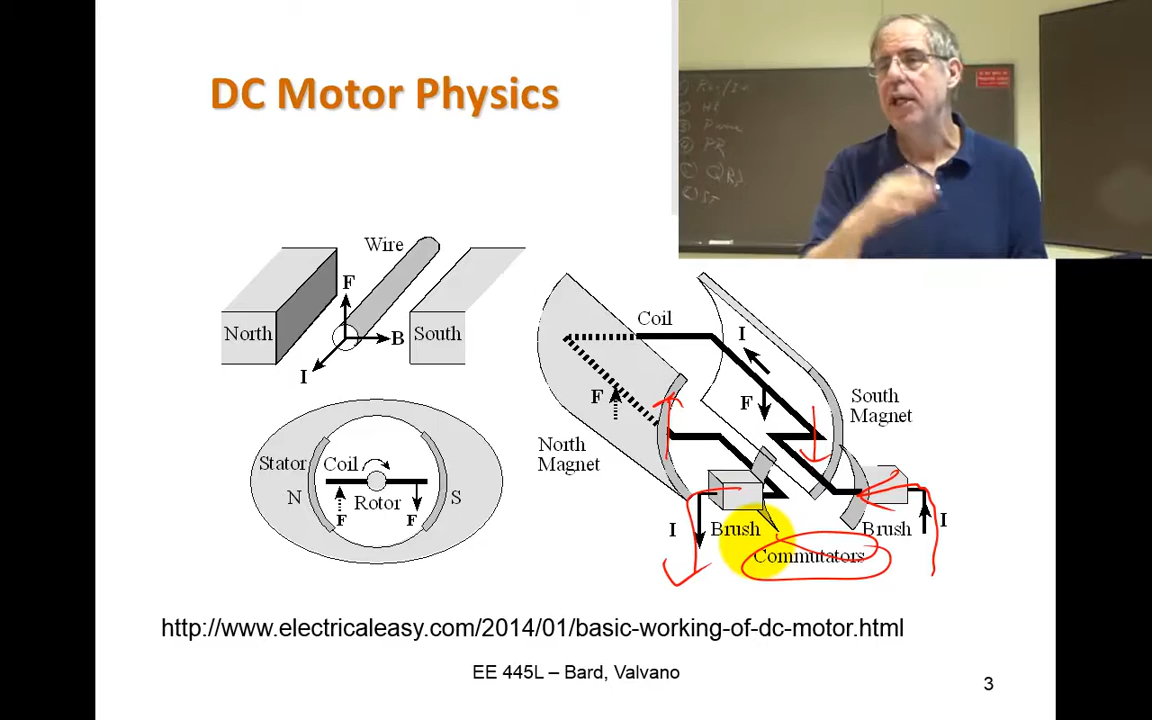 DC Motor Physics
Wire
F
North
B
South
I
Stator
Coil
N
S
F
Rotor
F
Coil
I
F
F
South
Magnet
North
Magnet
I
Brush
Brush
I
Commutators
http://www.electricaleasy.com/2014/01/basic-working-of-dc-motor.html
EE 445L – Bard, Valvano
3